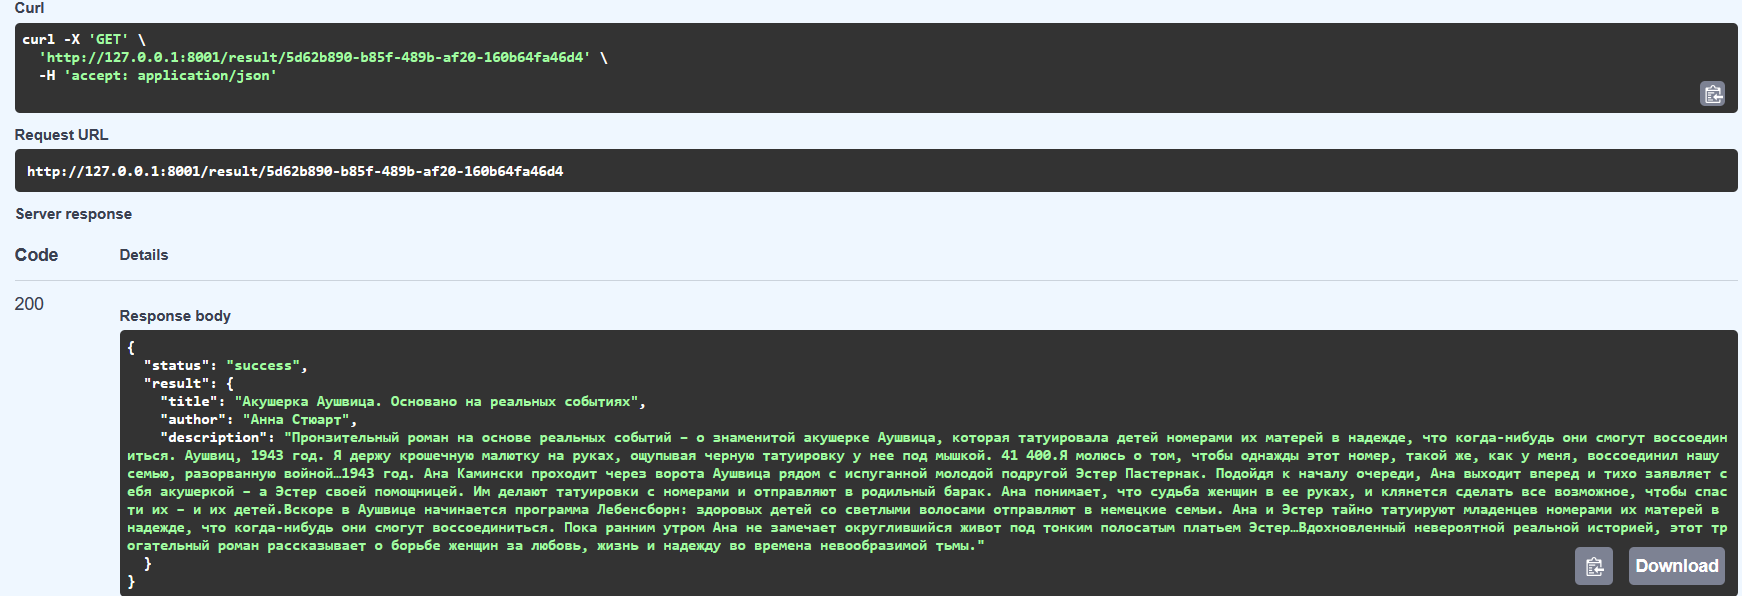 Curl
curl -X 'GET' \
'http://127.0.0.1:8001/result/5d62b890-b85f-489b-af20-160b64fa46d4' \
-H 'accept: application/json'
Request URL
http://127.0.0.1:8001/result/5d62b890-b85f-489b-af20-160b64fa46d4
Server response
Code Details
200
Response body
{
"status": "success",
"result": {
"title": "Акушерка Аушвица. Основано на реальных событиях",
"author": "Анна Стюарт",
"description": "Пронзительный роман на основе реальных событий – о знаменитой акушерке Аушвица, которая татуировала детей номерами их матерей в надежде, что когда-нибудь они смогут воссоедин
иться. Аушвиц, 1943 год. Я держу крошечную малютку на руках, ощупывая черную татуировку у нее под мышкой. 41 400.Я молюсь о том, чтобы однажды этот номер, такой же, как у меня, воссоединил нашу
семью, разорванную войной…1943 год. Ана Камински проходит через ворота Аушвица рядом с испуганной молодой подругой Эстер Пастернак. Подойдя к началу очереди, Ана выходит вперед и тихо заявляет с
ебя акушеркой – а Эстер своей помощницей. Им делают татуировки с номерами и отправляют в родильный барак. Ана понимает, что судьба женщин в ее руках, и клянется сделать все возможное, чтобы спас
ти их – и их детей.Вскоре в Аушвице начинается программа Лебенсборн: здоровых детей со светлыми волосами отправляют в немецкие семьи. Ана и Эстер тайно татуируют младенцев номерами их матерей в
надежде, что когда-нибудь они смогут воссоединиться. Пока ранним утром Ана не замечает округлившийся живот под тонким полосатым платьем Эстер…Вдохновленный невероятной реальной историей, этот тр
огательный роман рассказывает о борьбе женщин за любовь, жизнь и надежду во времена невообразимой тьмы."
}
}
Download